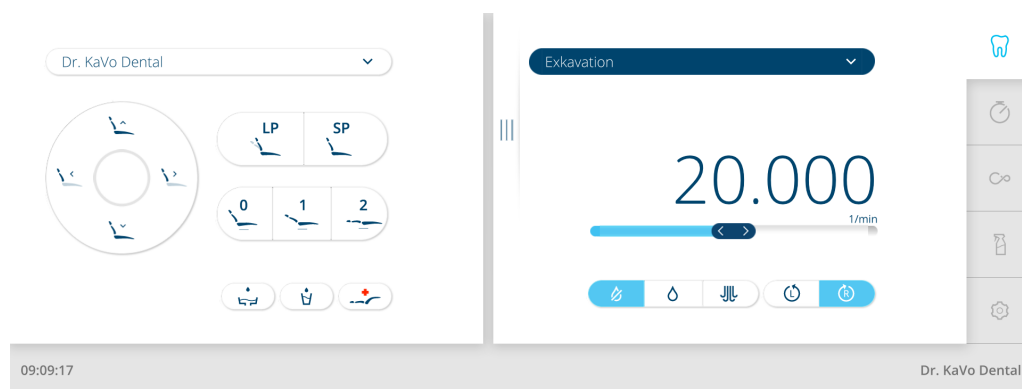 Dr. KaVo Dental
LP SP
0 1 2
Exkavation
20.000
1/min
L R
09:09:17
Dr. KaVo Dental